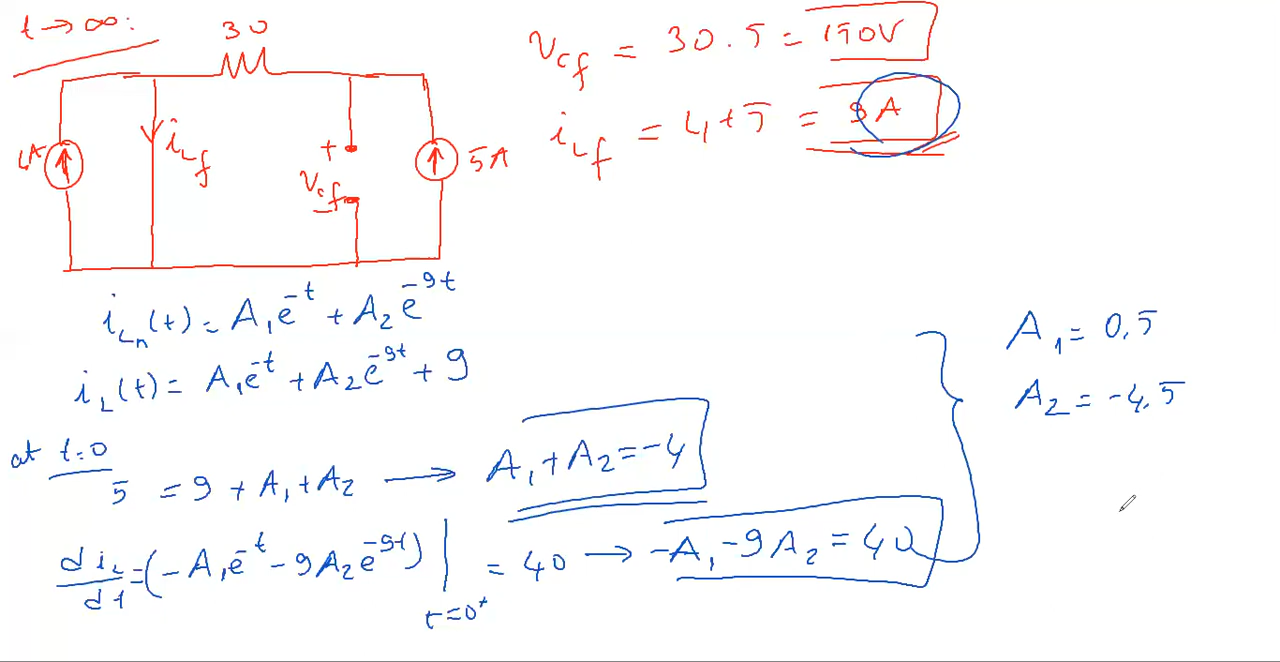 t → ∞:
30
4A
i_Lf
+
V_cf
-
5A
V_cf = 30.5 = 150V
i_Lf = 4+5 = 9A
i_Ln(t) = A₁e^-t + A₂e^-9t
i_L(t) = A₁e^-t + A₂e^-9t + 9
at t=0
5 = 9 + A₁ + A₂ → A₁+A₂=-4
di_L/dt = (-A₁e^-t - 9A₂e^-9t) | t=0⁺ = 40 → -A₁-9A₂=40
A₁ = 0.5
A₂ = -4.5